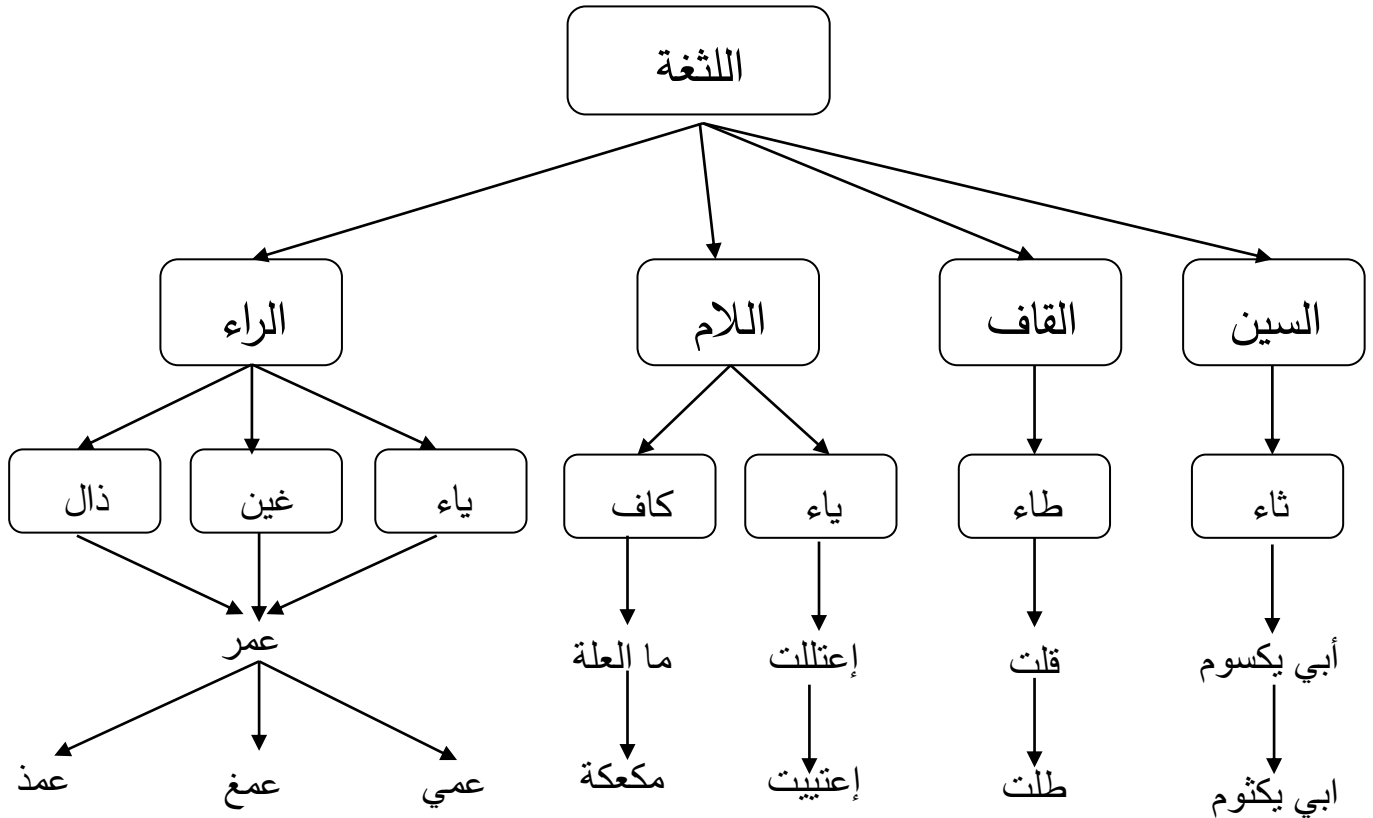 اللثغة
السين القاف اللام الراء
ثاء طاء ياء كاف ياء غين ذال
أبي يكسوم قلت إعتللت ما العلة عمر
ابي يكثوم طلت إعتييت مكعكة عمي عمغ عمذ